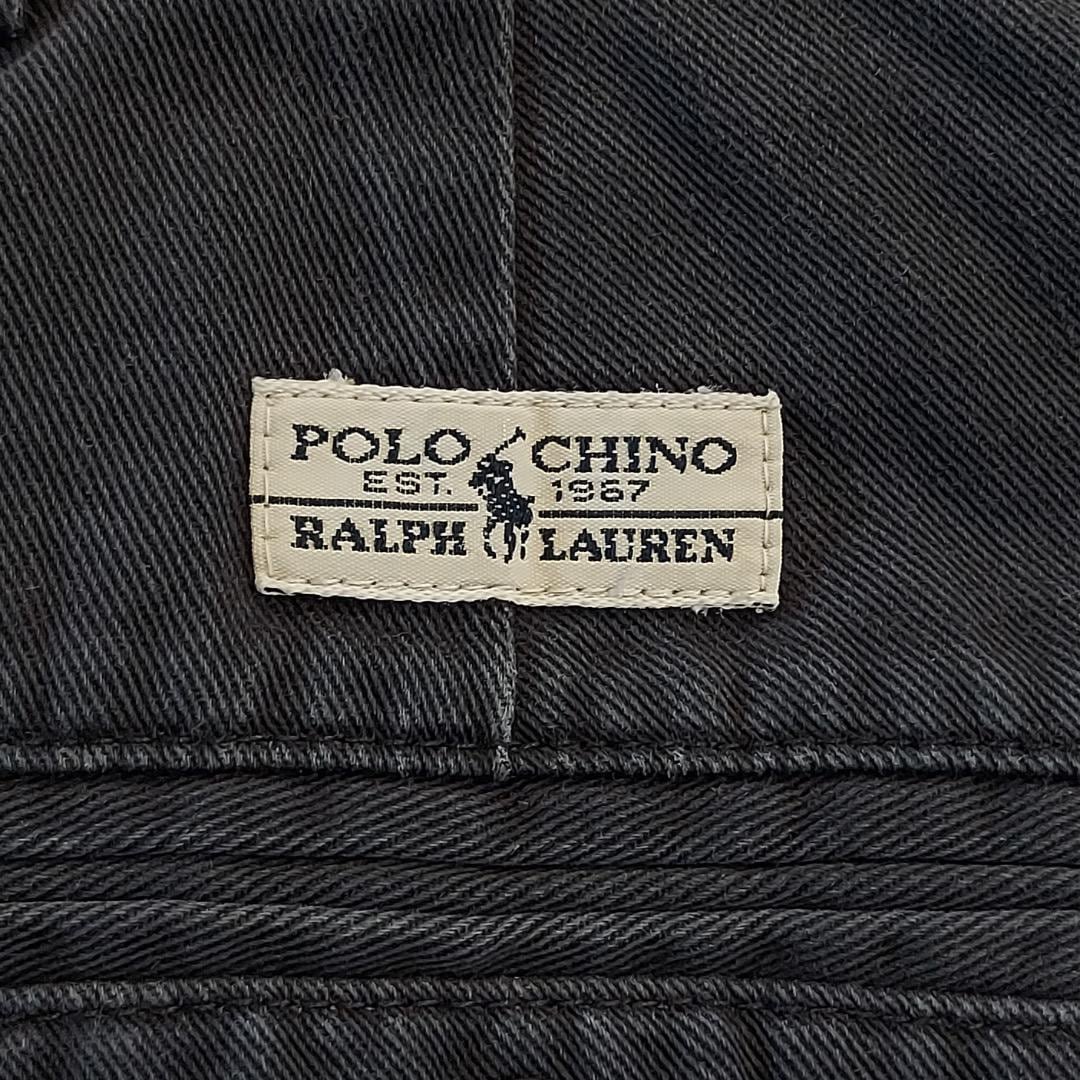 POLO CHINO
EST. 1967
RALPH LAUREN